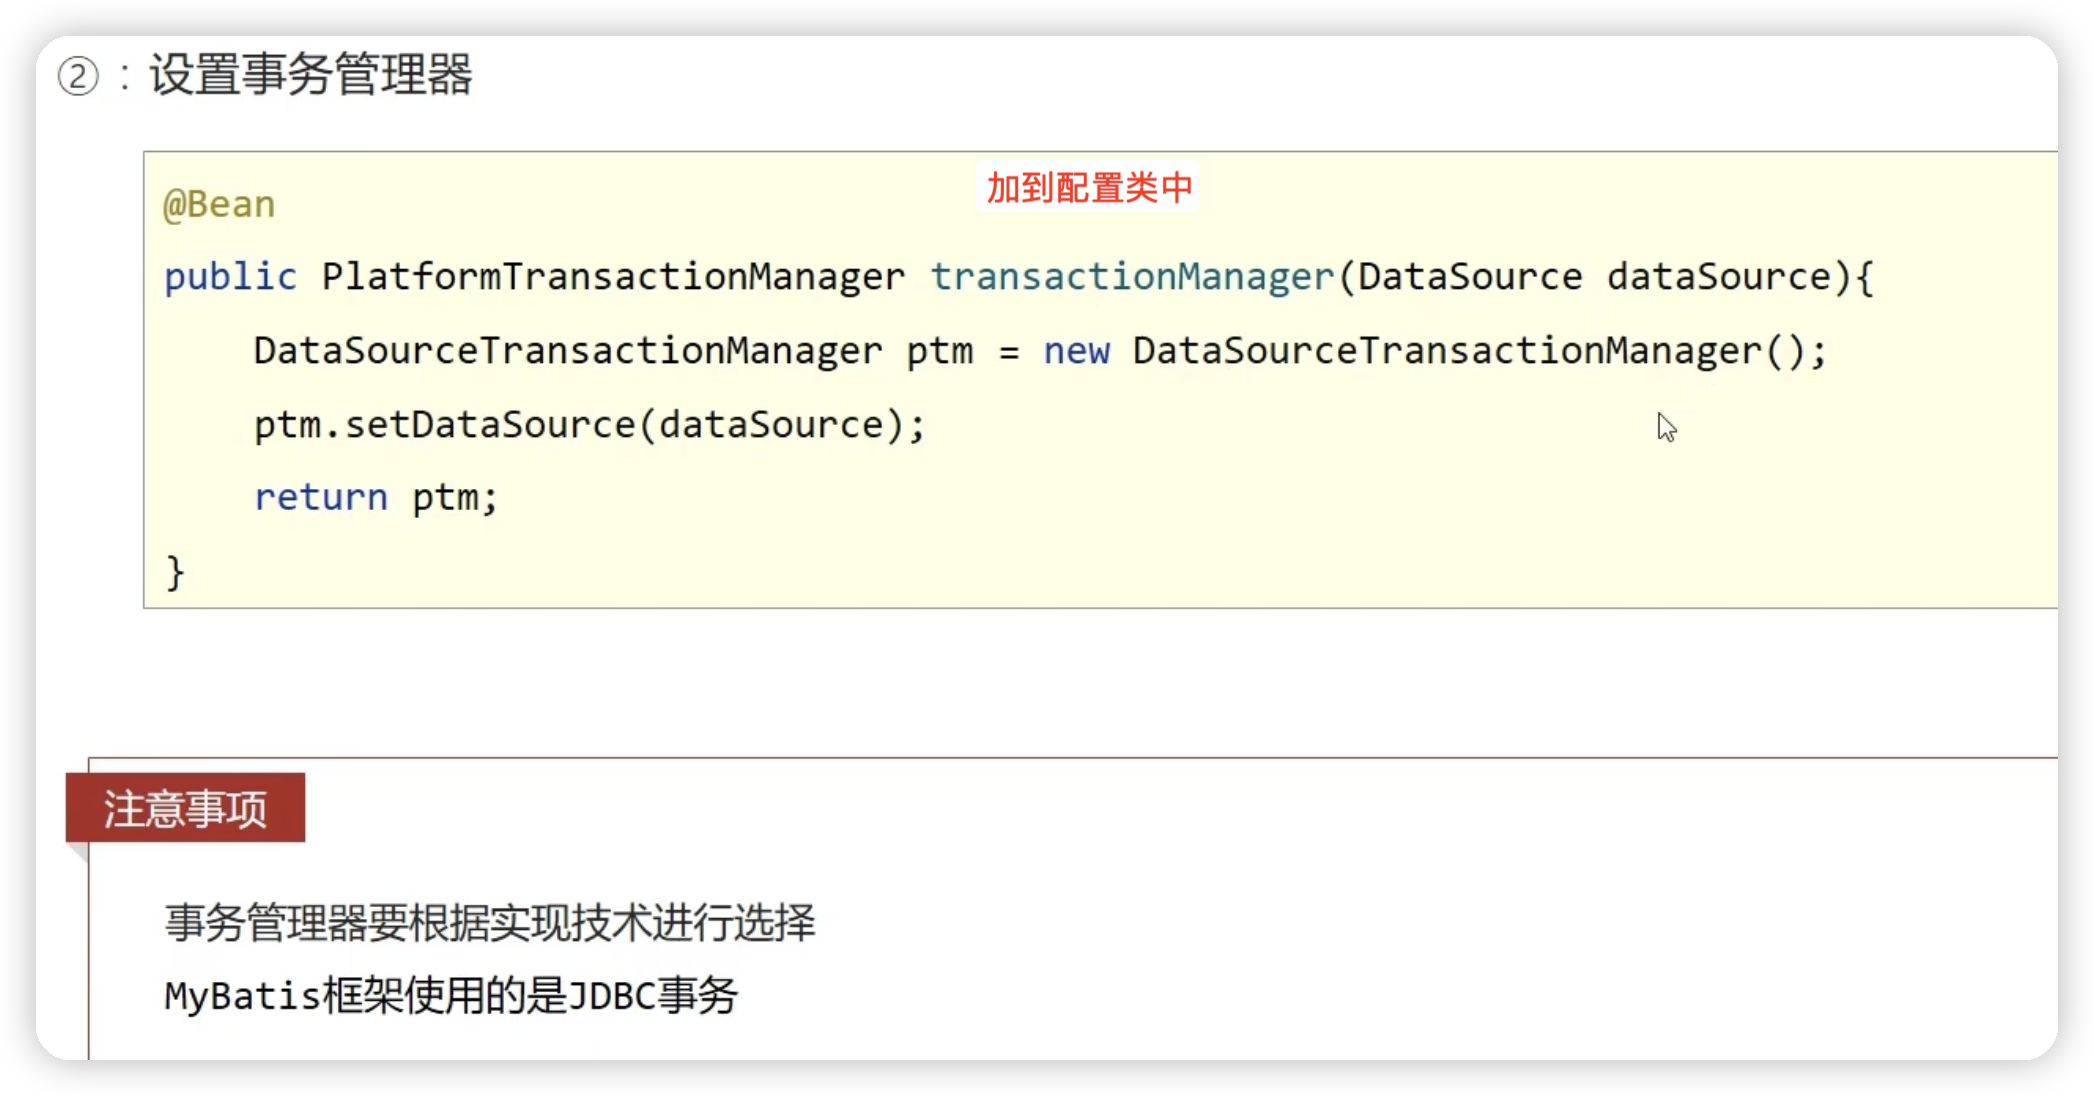 ②：设置事务管理器
加到配置类中
@Bean
public PlatformTransactionManager transactionManager(DataSource dataSource){
    DataSourceTransactionManager ptm = new DataSourceTransactionManager();
    ptm.setDataSource(dataSource);
    return ptm;
}
注意事项
事务管理器要根据实现技术进行选择
MyBatis框架使用的是JDBC事务